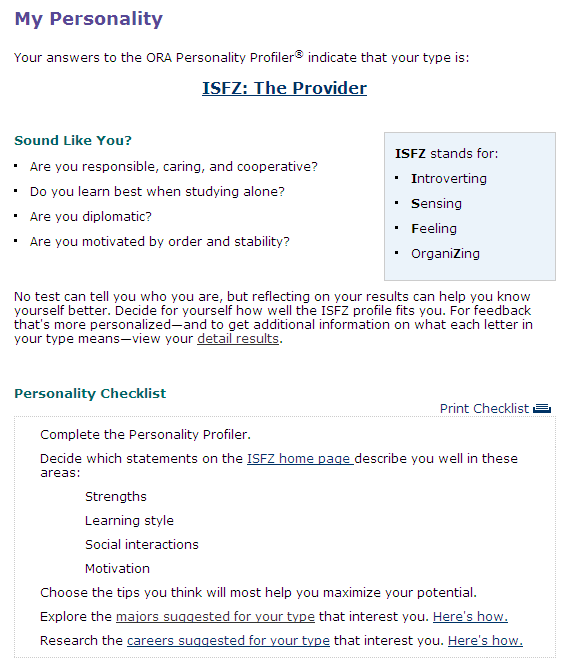 My Personality
Your answers to the ORA Personality Profiler® indicate that your type is:
ISFZ: The Provider
Sound Like You?
Are you responsible, caring, and cooperative?
Do you learn best when studying alone?
Are you diplomatic?
Are you motivated by order and stability?
ISFZ stands for:
Introverting
Sensing
Feeling
OrganiZing
No test can tell you who you are, but reflecting on your results can help you know
yourself better. Decide for yourself how well the ISFZ profile fits you. For feedback
that's more personalized—and to get additional information on what each letter in
your type means—view your detail results.
Personality Checklist
Print Checklist
Complete the Personality Profiler.
Decide which statements on the ISFZ home page describe you well in these
areas:
Strengths
Learning style
Social interactions
Motivation
Choose the tips you think will most help you maximize your potential.
Explore the majors suggested for your type that interest you. Here's how.
Research the careers suggested for your type that interest you. Here's how.